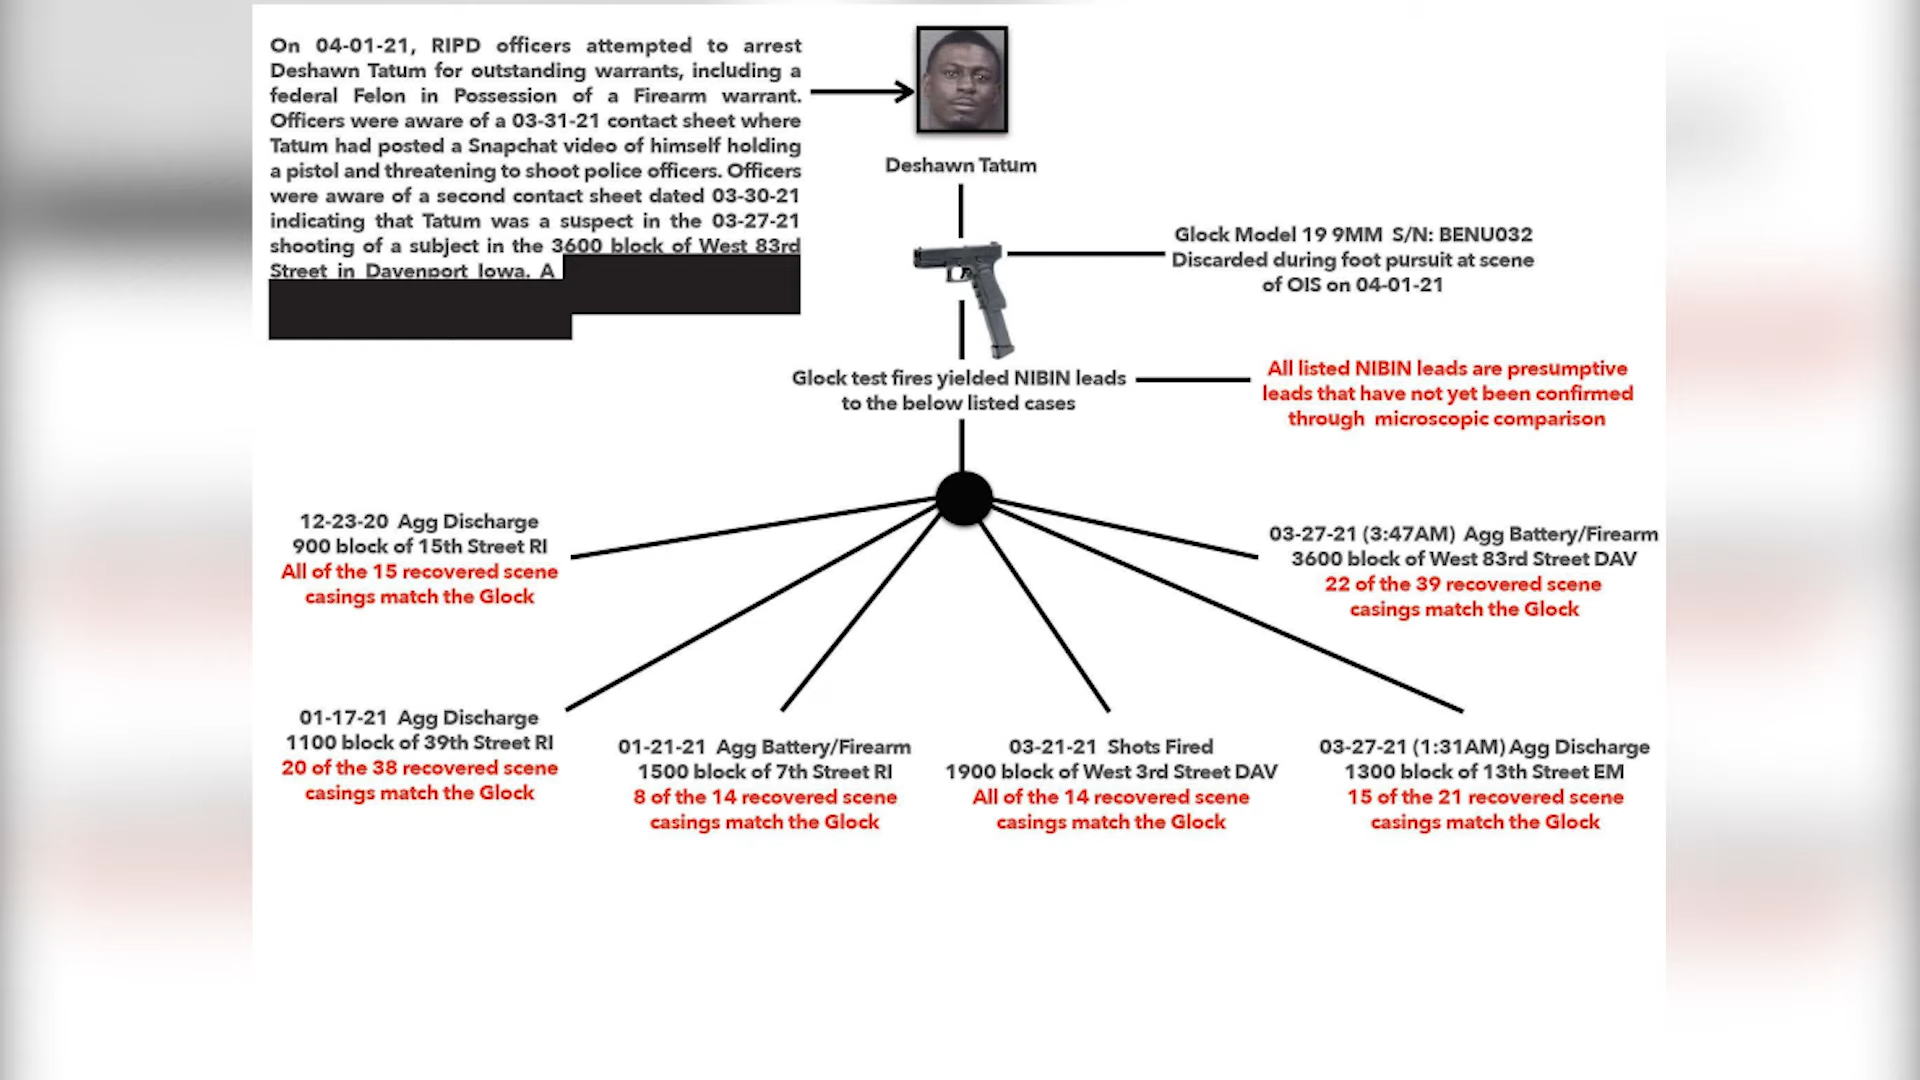 On 04-01-21, RIPD officers attempted to arrest
Deshawn Tatum for outstanding warrants, including a
federal Felon in Possession of a Firearm warrant.
Officers were aware of a 03-31-21 contact sheet where
Tatum had posted a Snapchat video of himself holding
a pistol and threatening to shoot police officers. Officers
were aware of a second contact sheet dated 03-30-21
indicating that Tatum was a suspect in the 03-27-21
shooting of a subject in the 3600 block of West 83rd
Street in Davenport Iowa. A
Deshawn Tatum
Glock Model 19 9MM S/N: BENU032
Discarded during foot pursuit at scene
of OIS on 04-01-21
Glock test fires yielded NIBIN leads
to the below listed cases
All listed NIBIN leads are presumptive
leads that have not yet been confirmed
through microscopic comparison
12-23-20 Agg Discharge
900 block of 15th Street RI
All of the 15 recovered scene
casings match the Glock
03-27-21 (3:47AM) Agg Battery/Firearm
3600 block of West 83rd Street DAV
22 of the 39 recovered scene
casings match the Glock
01-17-21 Agg Discharge
1100 block of 39th Street RI
20 of the 38 recovered scene
casings match the Glock
01-21-21 Agg Battery/Firearm
1500 block of 7th Street RI
8 of the 14 recovered scene
casings match the Glock
03-21-21 Shots Fired
1900 block of West 3rd Street DAV
All of the 14 recovered scene
casings match the Glock
03-27-21 (1:31AM) Agg Discharge
1300 block of 13th Street EM
15 of the 21 recovered scene
casings match the Glock